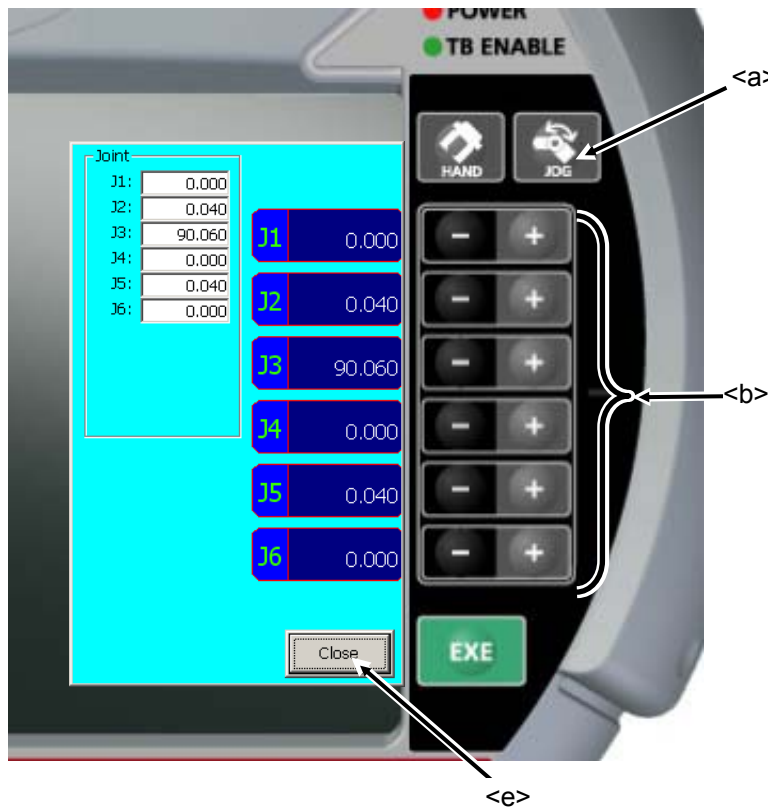 POWER
TB ENABLE
<a>
HAND
JOG
Joint
J1: 0.000
J2: 0.040
J3: 90.060
J4: 0.000
J5: 0.040
J6: 0.000
J1 0.000 - +
J2 0.040 - +
J3 90.060 - +
<b>
J4 0.000 - +
J5 0.040 - +
J6 0.000 - +
Close
EXE
<e>